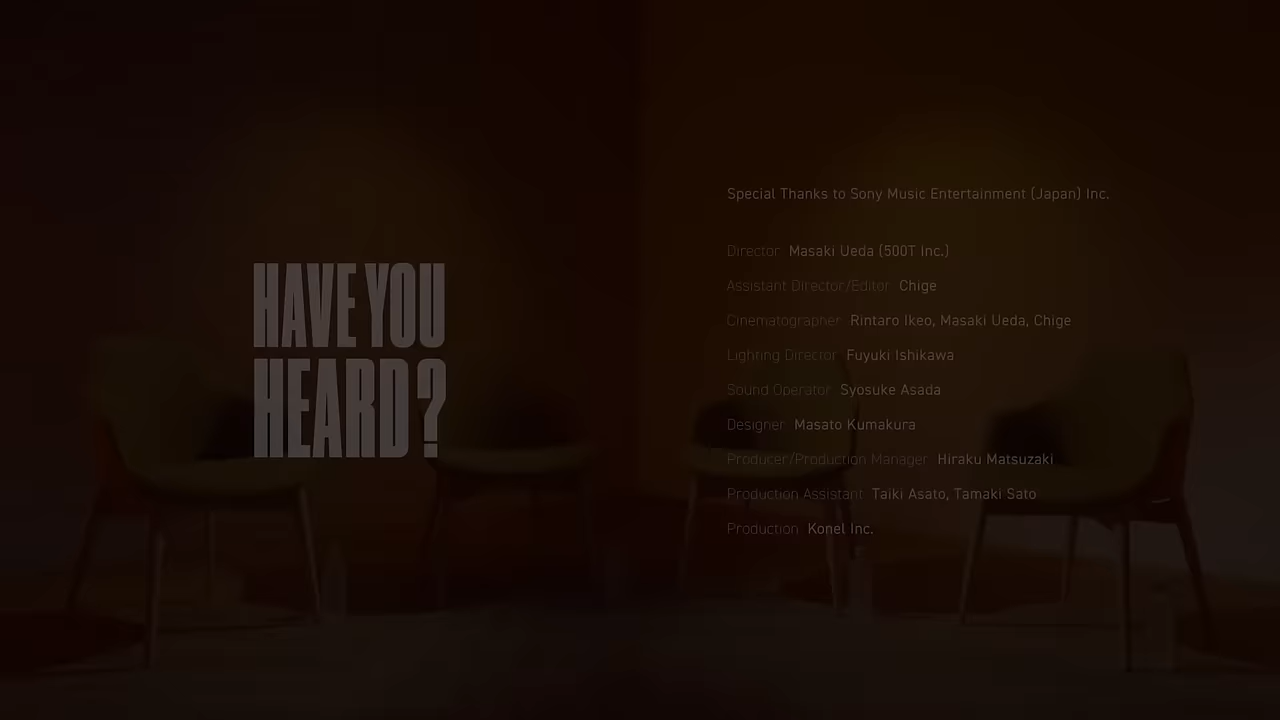 HAVE YOU
HEARD?
Special Thanks to Sony Music Entertainment (Japan) Inc.
Director Masaki Ueda (500T Inc.)
Assistant Director/Editor Chige
Cinematographer Rintaro Ikeo, Masaki Ueda, Chige
Lighting Director Fuyuki Ishikawa
Sound Operator Syosuke Asada
Designer Masato Kumakura
Producer/Production Manager Hiraku Matsuzaki
Production Assistant Taiki Asato, Tamaki Sato
Production Konel Inc.